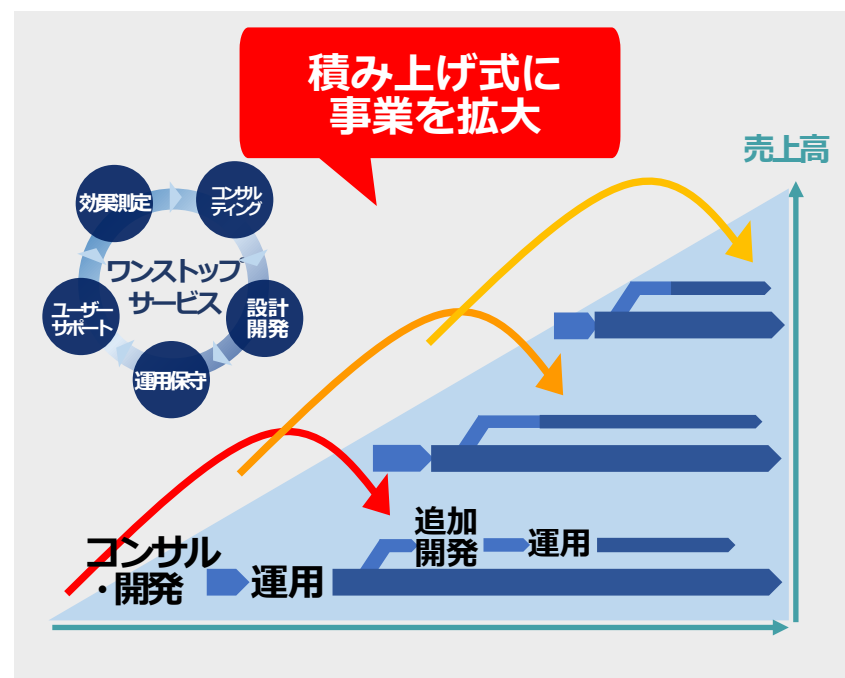 積み上げ式に
事業を拡大
売上高
効果測定
コンサル
ティング
ワンストップ
サービス
ユーザー
サポート
設計
開発
運用保守
コンサル
・開発
運用
追加
開発
運用